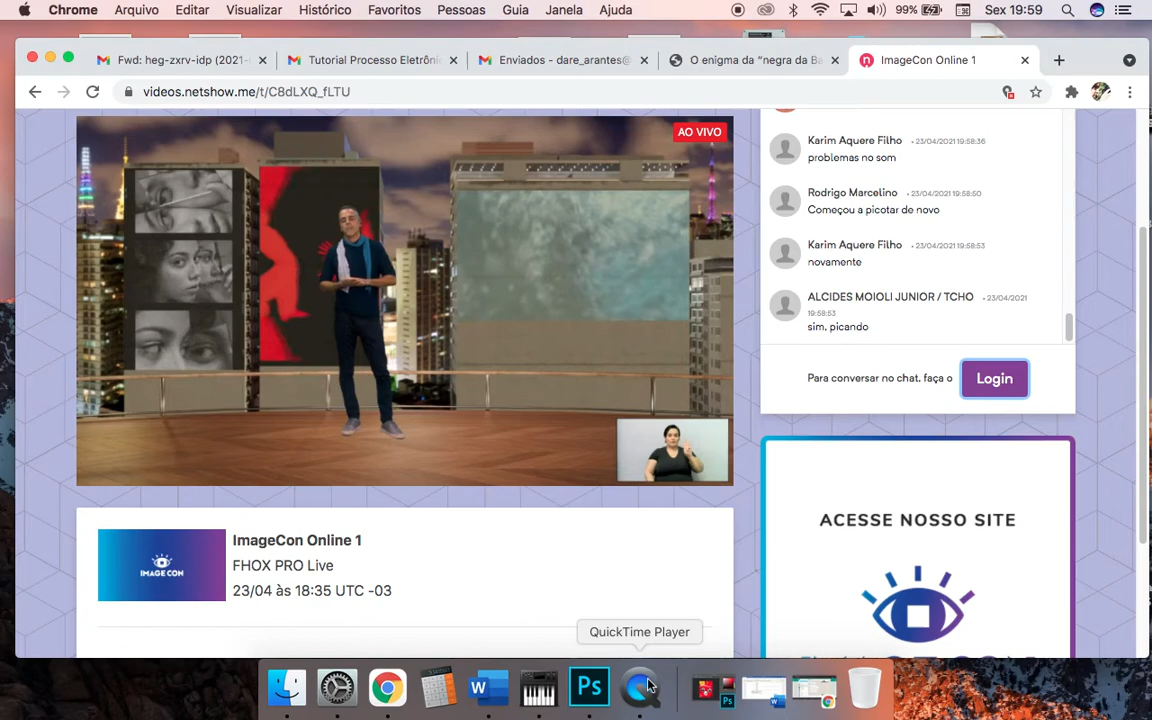 Chrome Arquivo Editar Visualizar Histórico Favoritos Pessoas Guia Janela Ajuda 99% Sex 19:59
Fwd: heg-zxrv-idp (2021- Tutorial Processo Eletrôni Enviados - dare_arantes@ O enigma da “negra da Ba ImageCon Online 1
videos.netshow.me/t/C8dLXQ_fLTU
AO VIVO
Karim Aquere Filho • 23/04/2021 19:58:36
problemas no som
Rodrigo Marcelino • 23/04/2021 19:58:50
Começou a picotar de novo
Karim Aquere Filho • 23/04/2021 19:58:53
novamente
ALCIDES MOIOLI JUNIOR / TCHO • 23/04/2021
19:58:53
sim, picando
Para conversar no chat, faça o Login
ImageCon Online 1
FHOX PRO Live
23/04 às 18:35 UTC -03
IMAGE CON
ACESSE NOSSO SITE
QuickTime Player
W Ps